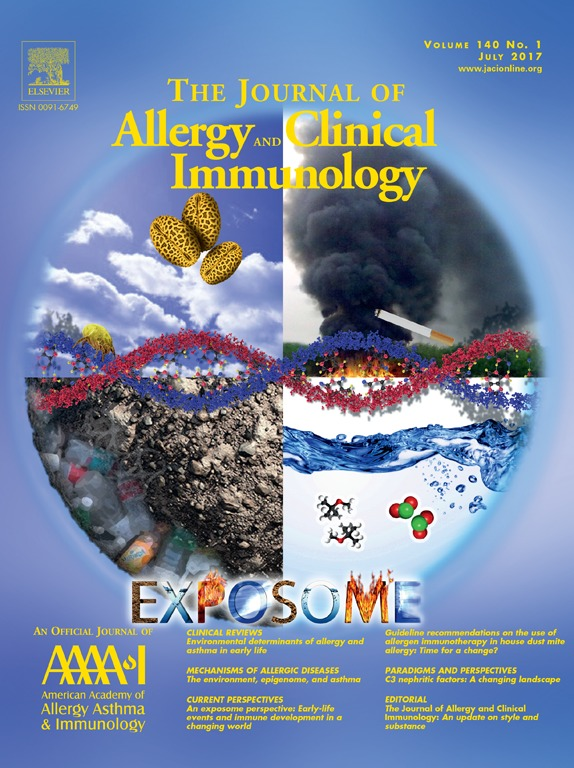 VOLUME 140 NO. 1
JULY 2017
www.jacionline.org
ELSEVIER
ISSN 0091-6749
THE JOURNAL OF
Allergy AND Clinical
Immunology
EXPOSOME
AN OFFICIAL JOURNAL OF
AAAAI
American Academy of
Allergy Asthma
& Immunology
CLINICAL REVIEWS
Environmental determinants of allergy and
asthma in early life
MECHANISMS OF ALLERGIC DISEASES
The environment, epigenome, and asthma
CURRENT PERSPECTIVES
An exposome perspective: Early-life
events and immune development in a
changing world
Guideline recommendations on the use of
allergen immunotherapy in house dust mite
allergy: Time for a change?
PARADIGMS AND PERSPECTIVES
C3 nephritic factors: A changing landscape
EDITORIAL
The Journal of Allergy and Clinical
Immunology: An update on style and
substance